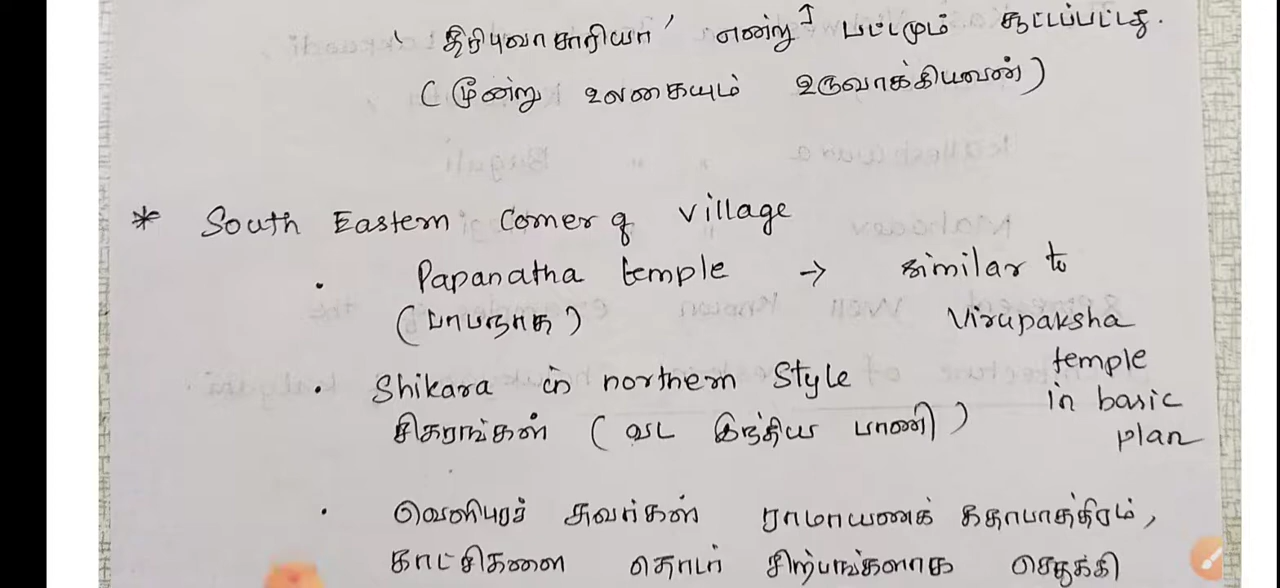 ' திரிபுவாசாரியா' என்று ↑ பட்டமும் சூட்டப்பட்டது.
( மூன்று உலகையும் உருவாக்கியவன் )
* South Eastern Corner of village
• Papanatha temple → similar to
(பாபநாத) Virupaksha
temple
• Shikara in northern Style in basic
சிகரங்கள் ( வட இந்திய பாணி ) plan
• வெளிபுரச் சுவர்கள் ராமாயணக் கதாபாத்திரம்,
காட்சிகளை தொடர் சிற்பங்களாக செதுக்கி